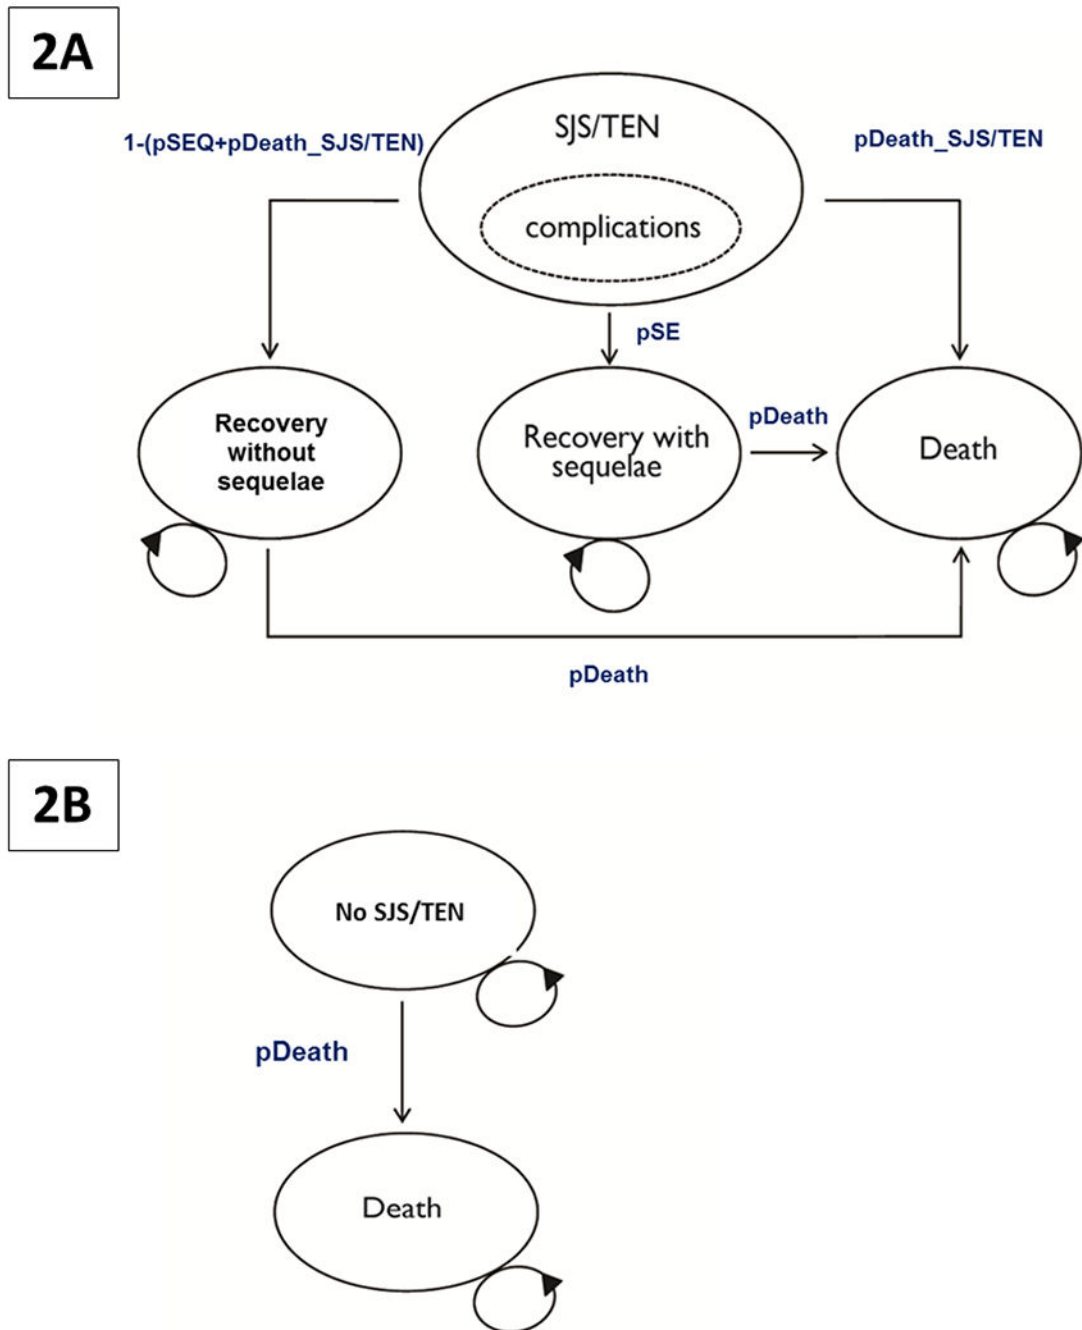 2A
SJS/TEN
complications
1-(pSEQ+pDeath_SJS/TEN)
pDeath_SJS/TEN
pSE
Recovery
without
sequelae
Recovery with
sequelae
pDeath
Death
pDeath
2B
No SJS/TEN
pDeath
Death